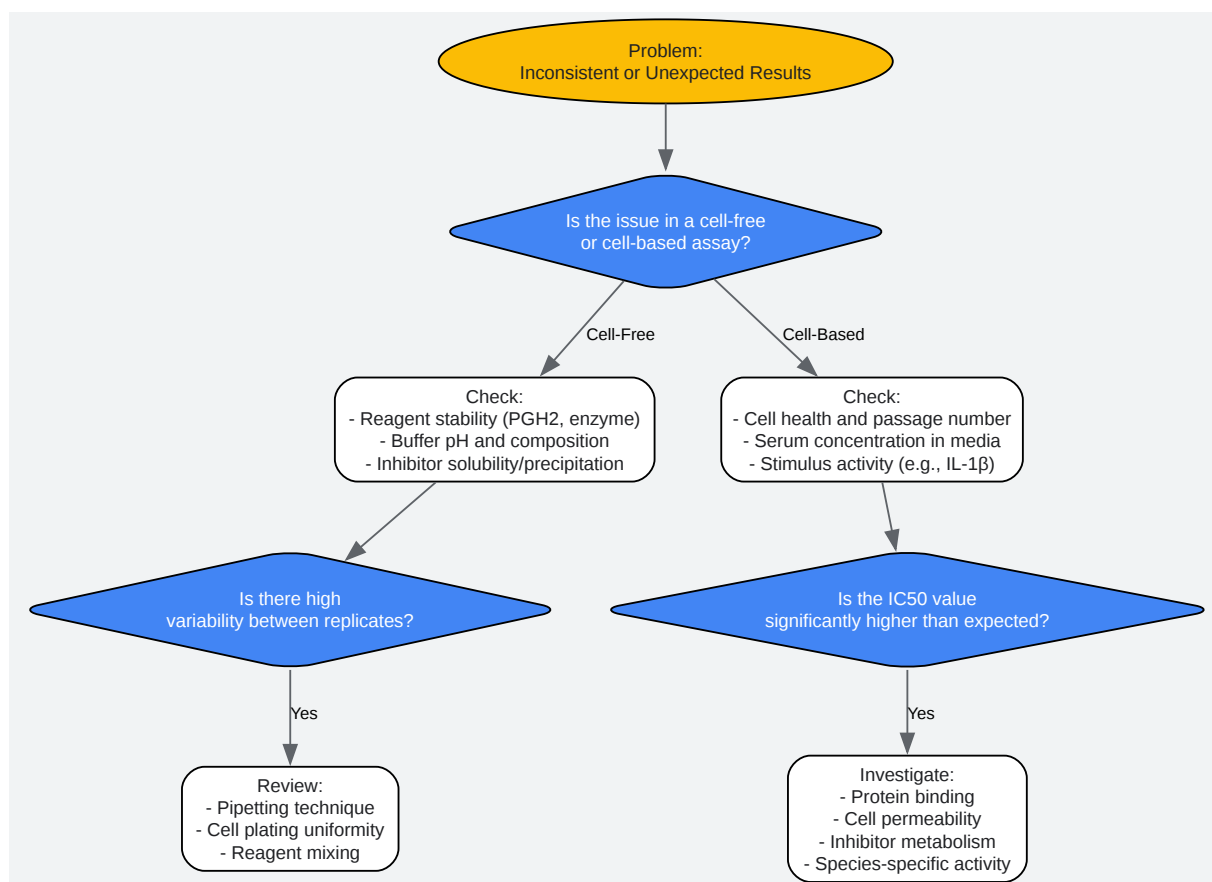 Problem:
Inconsistent or Unexpected Results
Is the issue in a cell-free
or cell-based assay?
Cell-Free
Cell-Based
Check:
- Reagent stability (PGH2, enzyme)
- Buffer pH and composition
- Inhibitor solubility/precipitation
Check:
- Cell health and passage number
- Serum concentration in media
- Stimulus activity (e.g., IL-1β)
Is there high
variability between replicates?
Is the IC50 value
significantly higher than expected?
Yes
Yes
Review:
- Pipetting technique
- Cell plating uniformity
- Reagent mixing
Investigate:
- Protein binding
- Cell permeability
- Inhibitor metabolism
- Species-specific activity